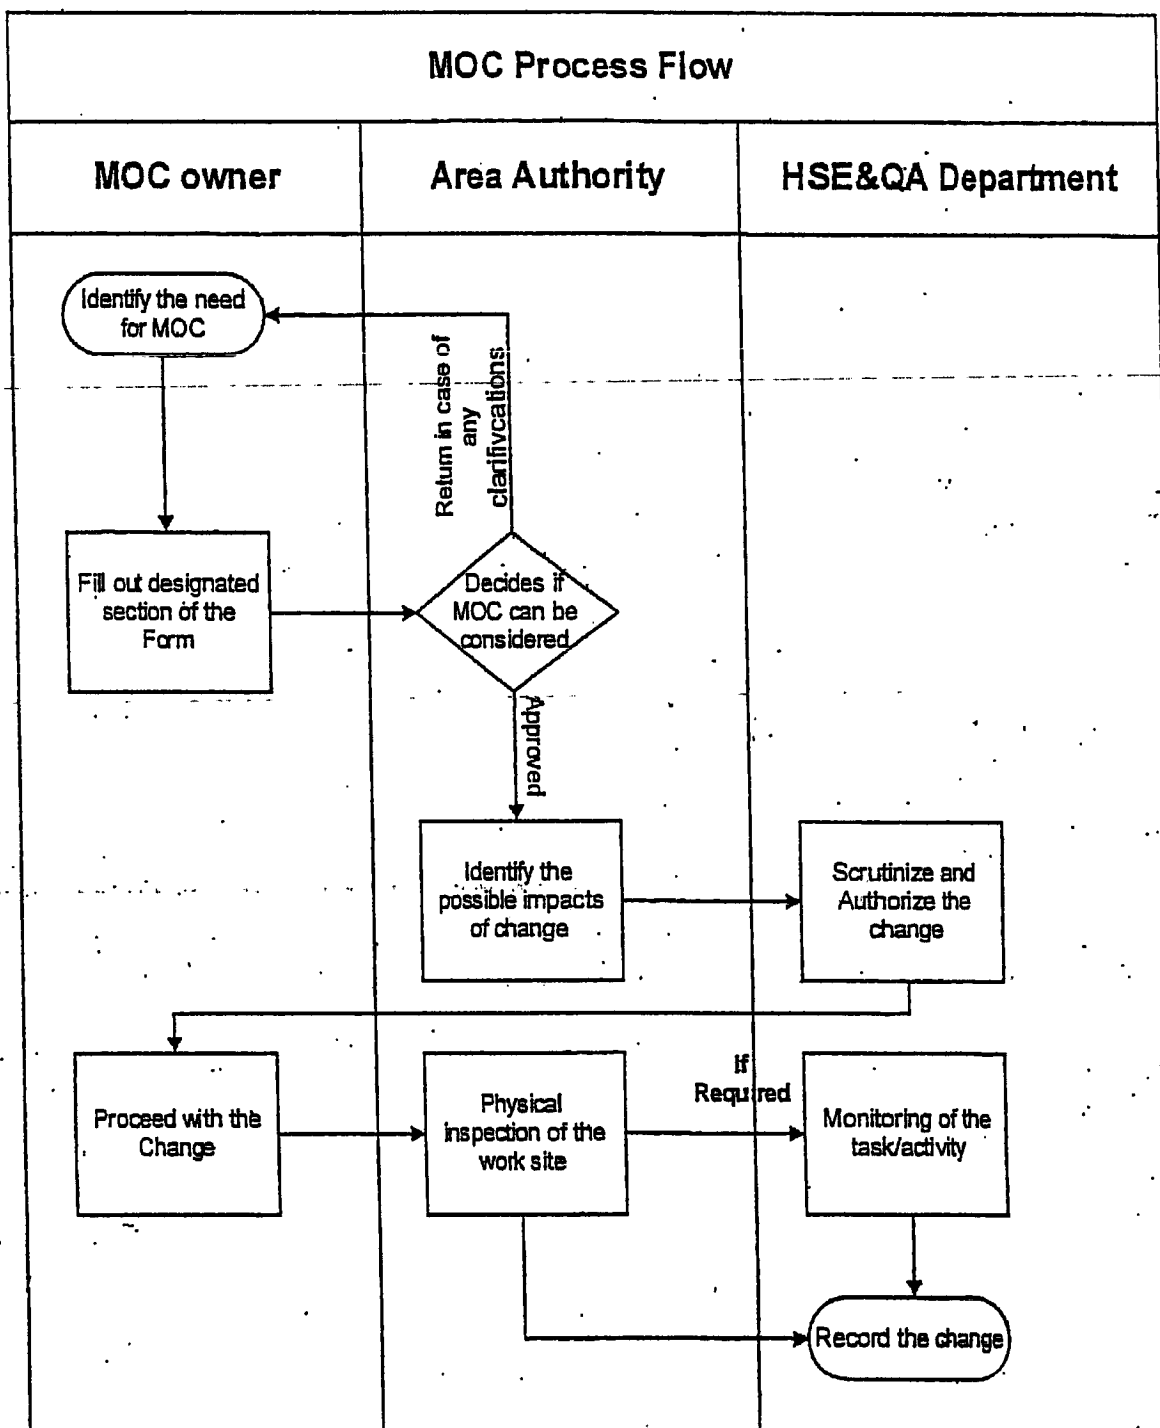 MOC Process Flow
MOC owner
Area Authority
HSE&QA Department
Identify the need
for MOC
Return in case of
any
clarifivcations
Fill out designated
section of the
Form
Decides if
MOC can be
considered
Approved
Identify the
possible impacts
of change
Scrutinize and
Authorize the
change
Proceed with the
Change
Physical
inspection of the
work site
If
Required
Monitoring of the
task/activity
Record the change